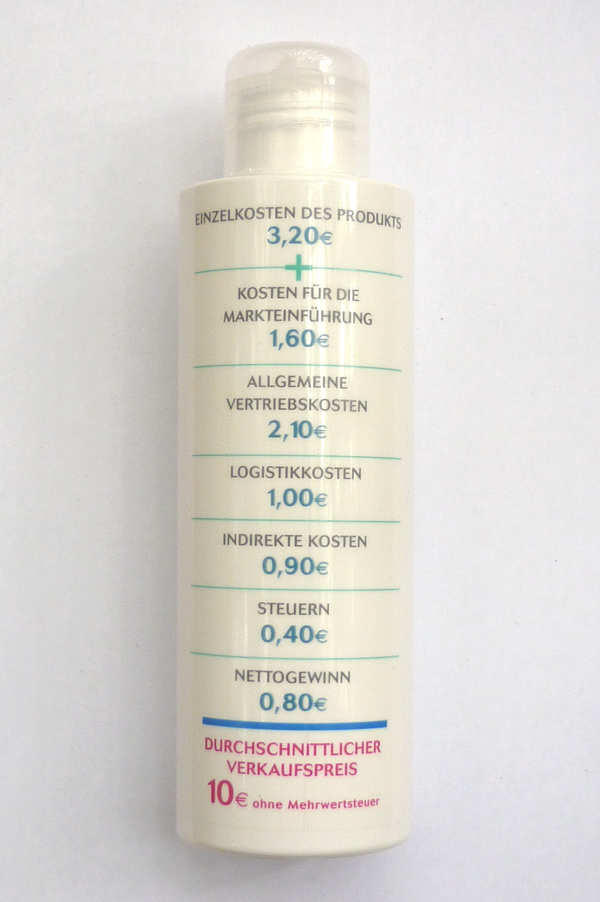 EINZELKOSTEN DES PRODUKTS
3,20€
+
KOSTEN FÜR DIE
MARKTEINFÜHRUNG
1,60€
ALLGEMEINE
VERTRIEBSKOSTEN
2,10€
LOGISTIKKOSTEN
1,00€
INDIREKTE KOSTEN
0,90€
STEUERN
0,40€
NETTOGEWINN
0,80€
DURCHSCHNITTLICHER
VERKAUFSPREIS
10€ ohne Mehrwertsteuer